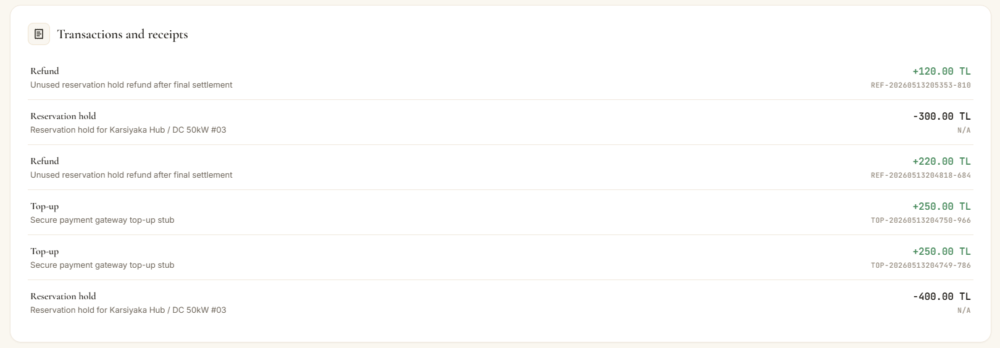 Transactions and receipts
Refund
+120.00 TL
Unused reservation hold refund after final settlement
REF-20260513205353-810
Reservation hold
-300.00 TL
Reservation hold for Karsiyaka Hub / DC 50kW #03
N/A
Refund
+220.00 TL
Unused reservation hold refund after final settlement
REF-20260513204818-684
Top-up
+250.00 TL
Secure payment gateway top-up stub
TOP-20260513204750-966
Top-up
+250.00 TL
Secure payment gateway top-up stub
TOP-20260513204749-786
Reservation hold
-400.00 TL
Reservation hold for Karsiyaka Hub / DC 50kW #03
N/A